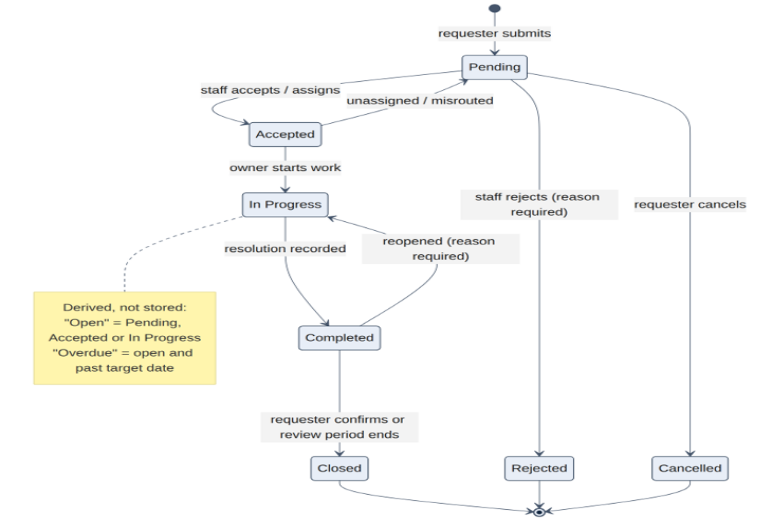 requester submits
Pending
staff accepts / assigns
unassigned / misrouted
Accepted
owner starts work
staff rejects (reason
required)
requester cancels
In Progress
resolution recorded
reopened (reason
required)
Derived, not stored:
"Open" = Pending,
Accepted or In Progress
"Overdue" = open and
past target date
Completed
requester confirms or
review period ends
Closed
Rejected
Cancelled